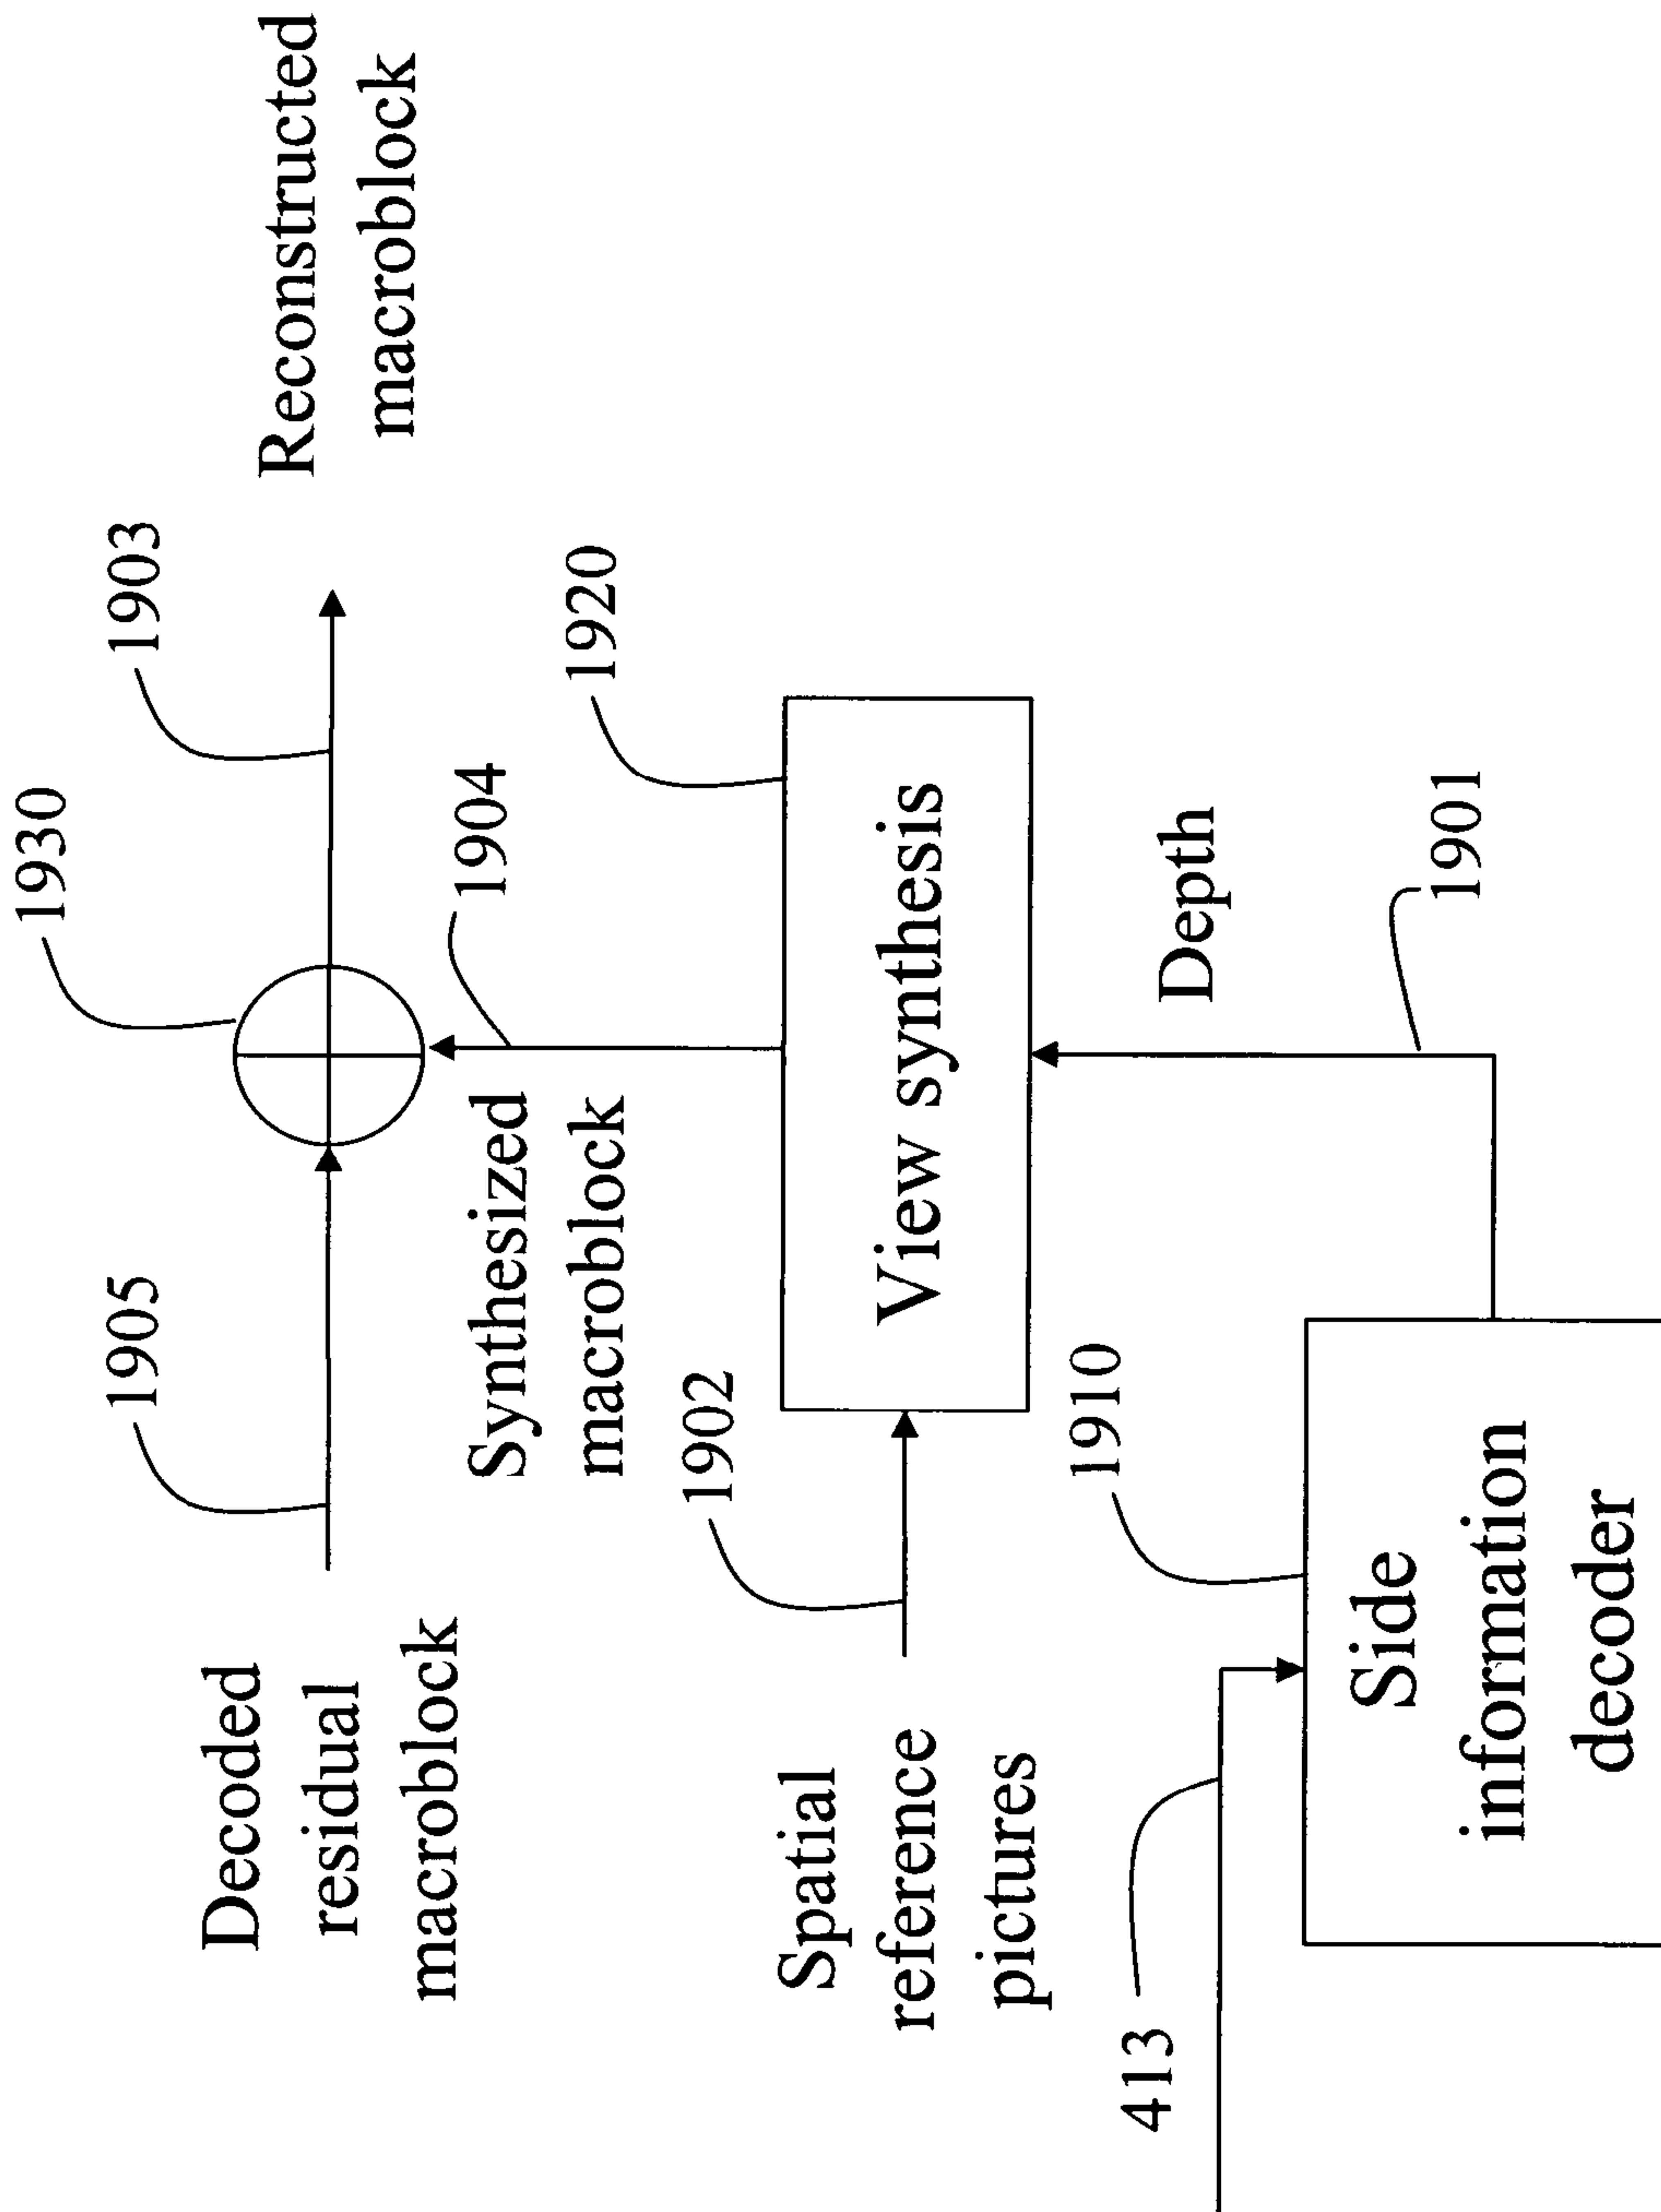 1930
1905
1903
Decoded
residual
macroblock
Reconstructed
macroblock
1904
Synthesized
macroblock
1920
1902
Spatial
reference
pictures
View synthesis
413
1910
Depth
Side
information
decoder
1901